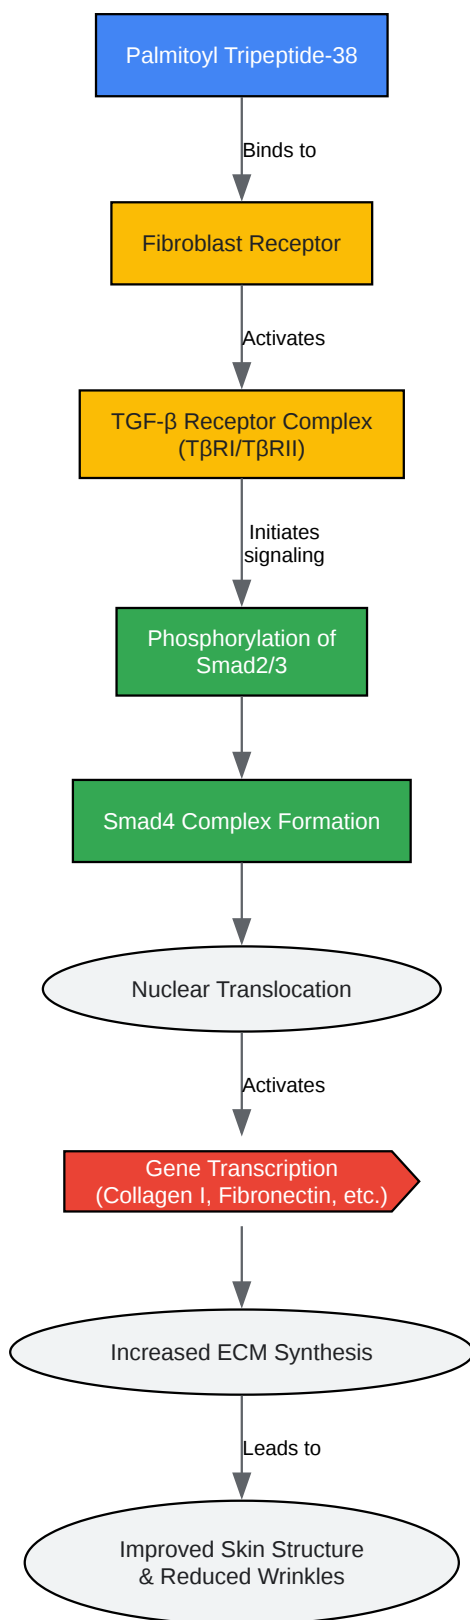 Palmitoyl Tripeptide-38
Binds to
Fibroblast Receptor
Activates
TGF-β Receptor Complex
(TβRI/TβRII)
Initiates
signaling
Phosphorylation of
Smad2/3
Smad4 Complex Formation
Nuclear Translocation
Activates
Gene Transcription
(Collagen I, Fibronectin, etc.)
Increased ECM Synthesis
Leads to
Improved Skin Structure
& Reduced Wrinkles